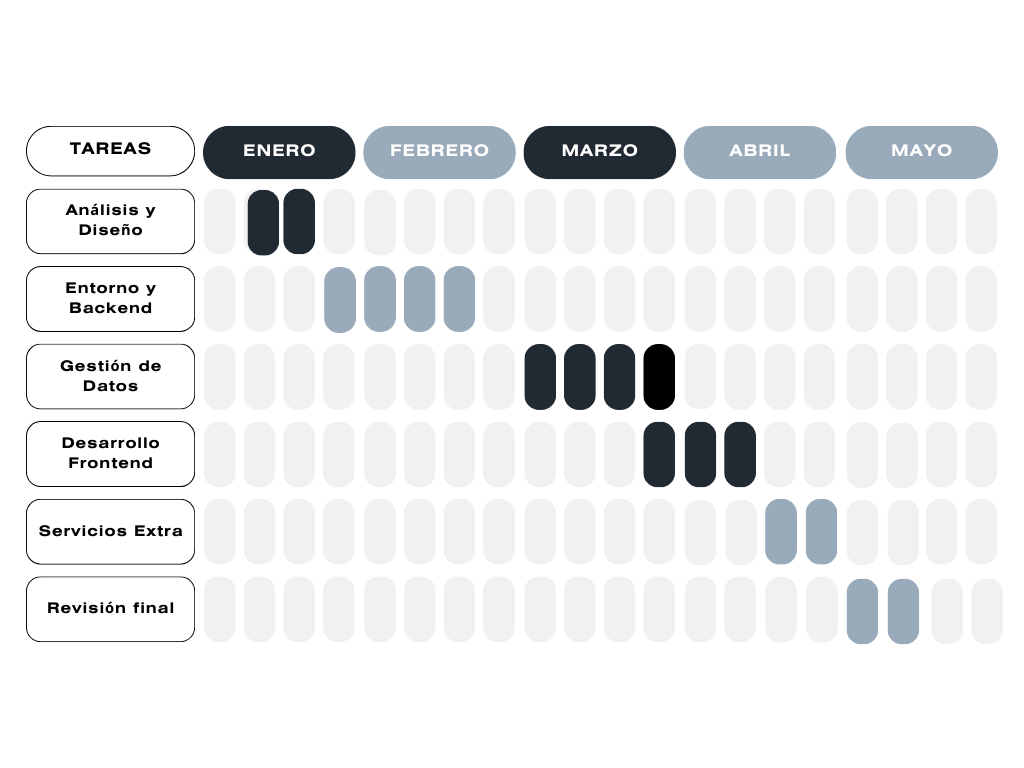 TAREAS
ENERO
FEBRERO
MARZO
ABRIL
MAYO
Análisis y
Diseño
Entorno y
Backend
Gestión de
Datos
Desarrollo
Frontend
Servicios Extra
Revisión final